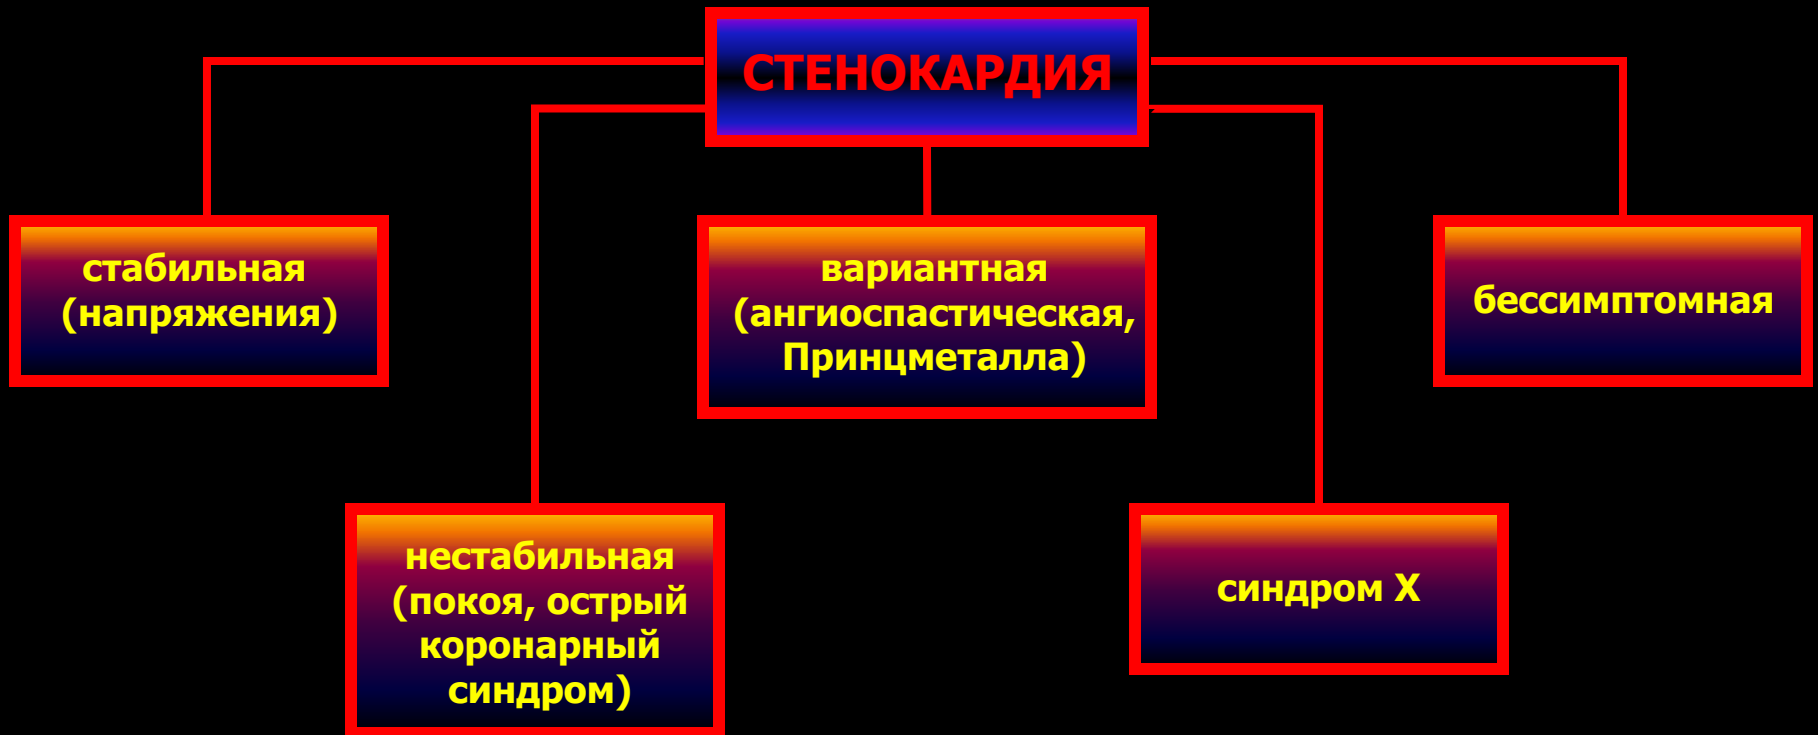 СТЕНОКАРДИЯ
стабильная
(напряжения)
вариантная
(ангиоспастическая,
Принцметалла)
бессимптомная
нестабильная
(покоя, острый
коронарный
синдром)
синдром Х